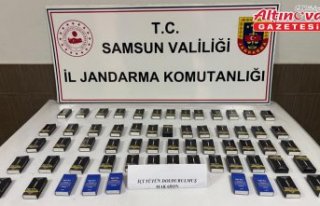 Altınova
GAZETESİ
T.C.
SAMSUN VALİLİĞİ
İL JANDARMA KOMUTANLIĞI
İÇİ TÜTÜN DOLDURULMUŞ
MAKARON